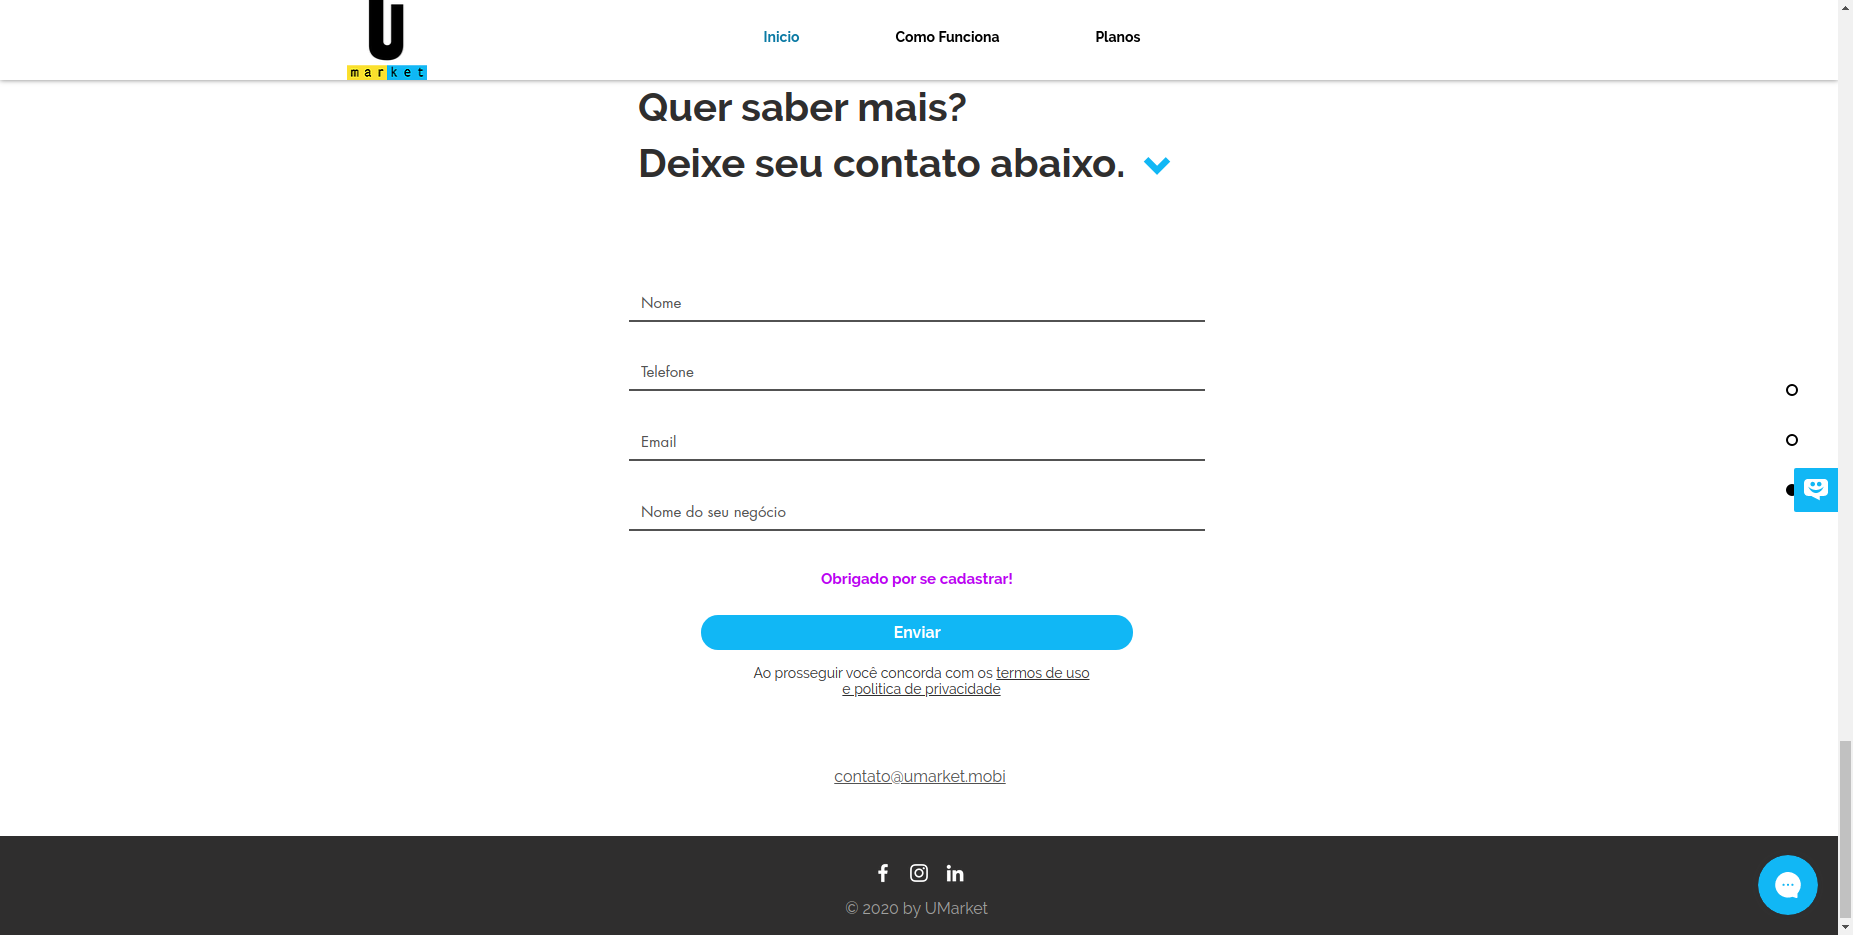 U
market
Inicio
Como Funciona
Planos
Quer saber mais?
Deixe seu contato abaixo.
Nome
Telefone
Email
Nome do seu negócio
Obrigado por se cadastrar!
Enviar
Ao prosseguir você concorda com os termos de uso
e politica de privacidade
contato@umarket.mobi
© 2020 by UMarket